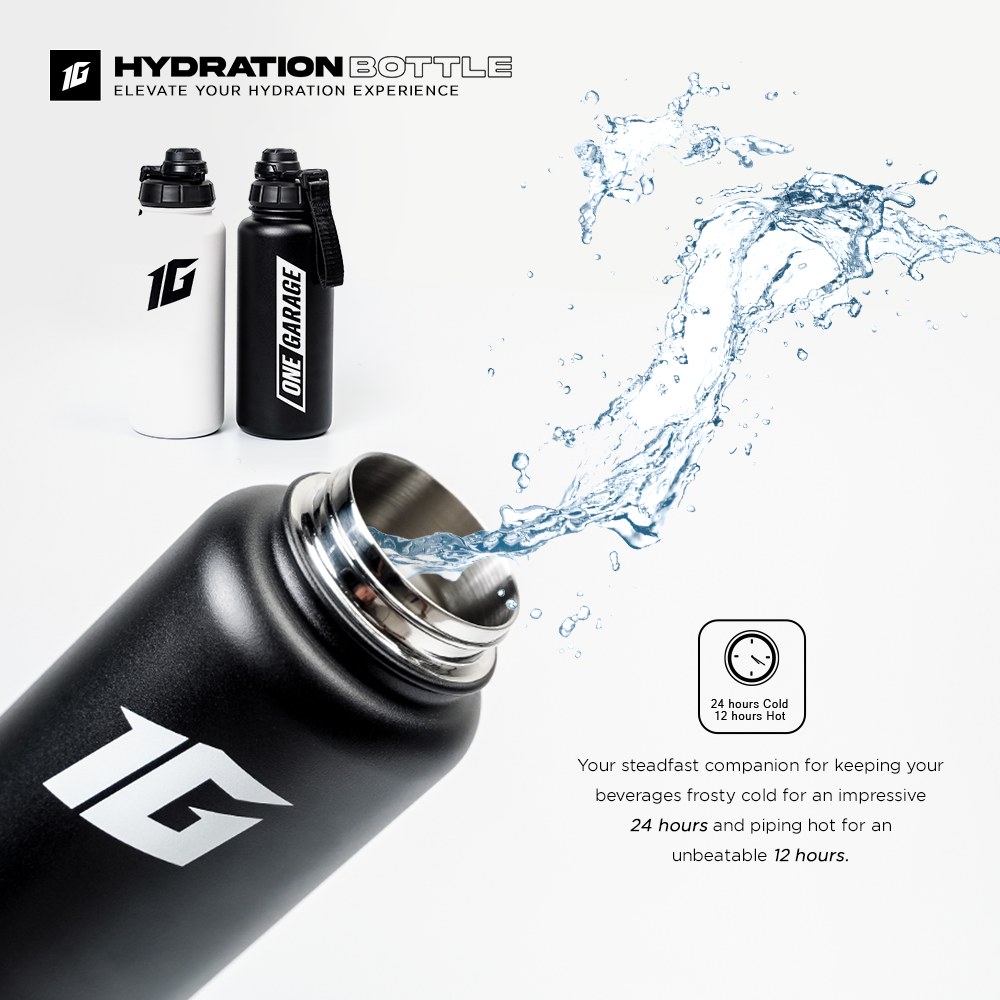 1G
HYDRATION BOTTLE
ELEVATE YOUR HYDRATION EXPERIENCE
1G
ONE GARAGE
1G
24 hours Cold
12 hours Hot
Your steadfast companion for keeping your
beverages frosty cold for an impressive
24 hours and piping hot for an
unbeatable 12 hours.